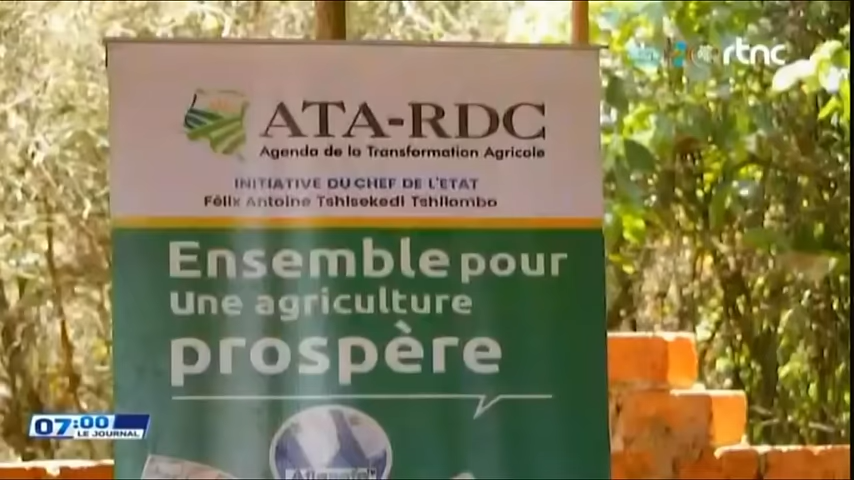 rtnc
ATA-RDC
Agenda de la Transformation Agricole
INITIATIVE DU CHEF DE L'ETAT
Félix Antoine Tshisekedi Tshilombo
Ensemble pour
Une agriculture
prospère
07:00
LE JOURNAL